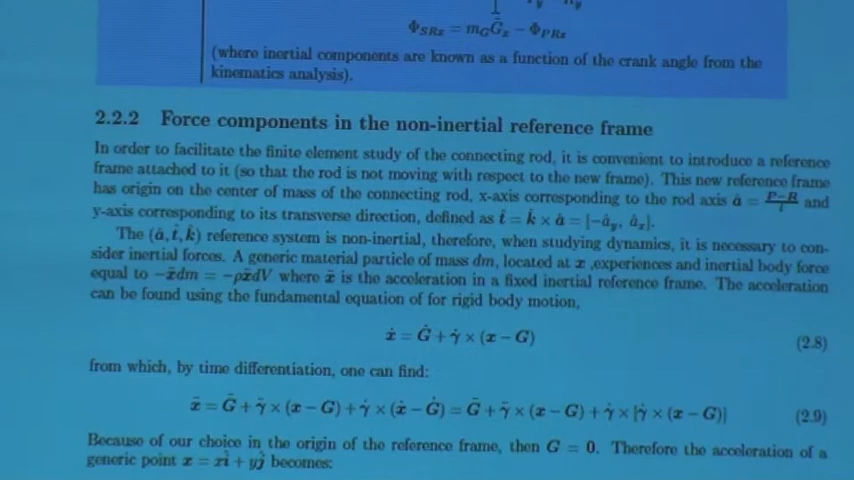 Φ_SRx = m_G G̈_x − Φ_PRx
(where inertial components are known as a function of the crank angle from the
kinematics analysis).
2.2.2 Force components in the non-inertial reference frame
In order to facilitate the finite element study of the connecting rod, it is convenient to introduce a reference
frame attached to it (so that the rod is not moving with respect to the new frame). This new reference frame
has origin on the center of mass of the connecting rod, x-axis corresponding to the rod axis â = (P−R)/l and
y-axis corresponding to its transverse direction, defined as t̂ = k̂ × â = [−â_y, â_x].
The (â, t̂, k̂) reference system is non-inertial, therefore, when studying dynamics, it is necessary to con-
sider inertial forces. A generic material particle of mass dm, located at x ,experiences and inertial body force
equal to −ẍdm = −ρẍdV where ẍ is the acceleration in a fixed inertial reference frame. The acceleration
can be found using the fundamental equation of for rigid body motion,
ẋ = Ġ + γ̇ × (x − G) (2.8)
from which, by time differentiation, one can find:
ẍ = G̈ + γ̈ × (x − G) + γ̇ × (ẋ − Ġ) = G̈ + γ̈ × (x − G) + γ̇ × [γ̇ × (x − G)] (2.9)
Because of our choice in the origin of the reference frame, then G = 0. Therefore the acceleration of a
generic point x = xî + yĵ becomes: